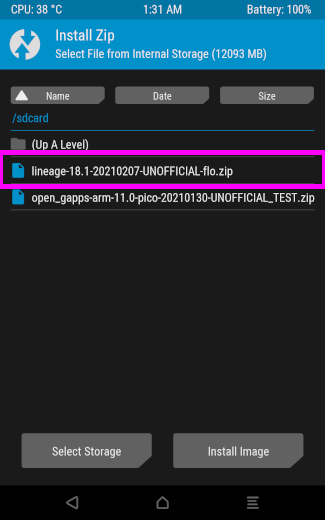 CPU: 38 °C 1:31 AM Battery: 100%
Install Zip
Select File from Internal Storage (12093 MB)
Name Date Size
/sdcard
(Up A Level)
lineage-18.1-20210207-UNOFFICIAL-flo.zip
open_gapps-arm-11.0-pico-20210130-UNOFFICIAL_TEST.zip
Select Storage Install Image